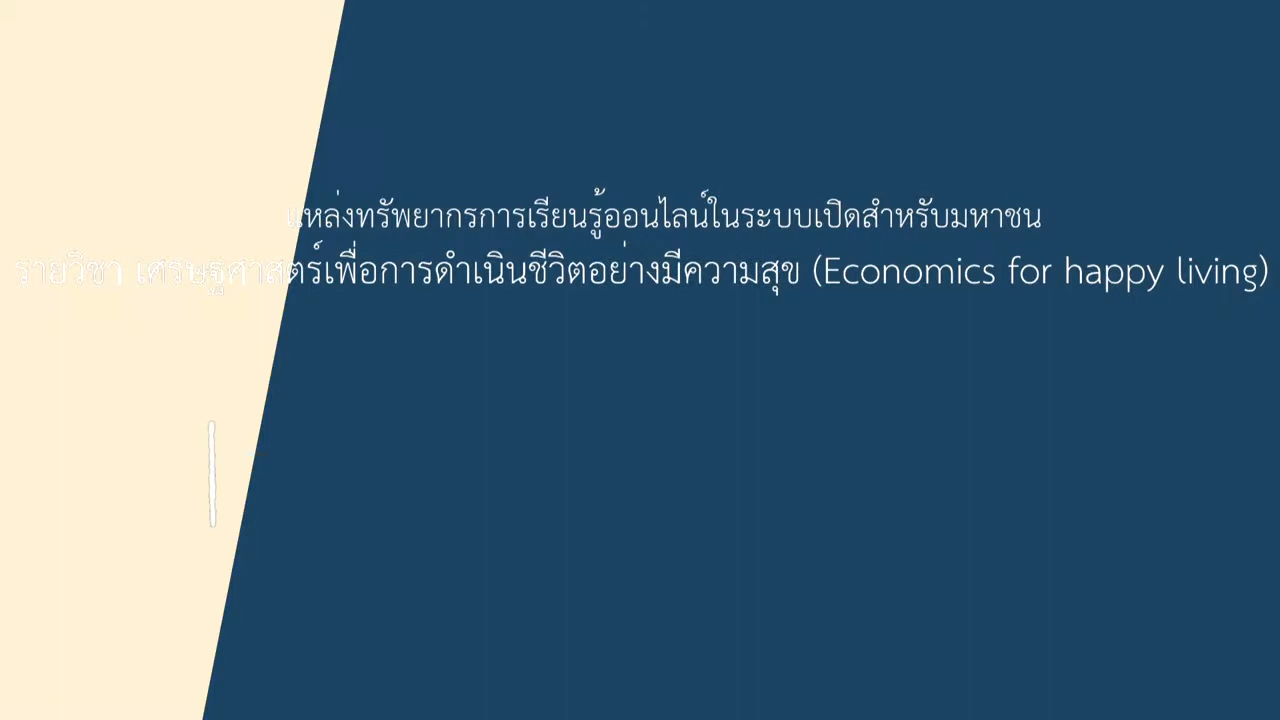 แหล่งทรัพยากรการเรียนรู้ออนไลน์ในระบบเปิดสำหรับมหาชน
รายวิชา เศรษฐศาสตร์เพื่อการดำเนินชีวิตอย่างมีความสุข (Economics for happy living)